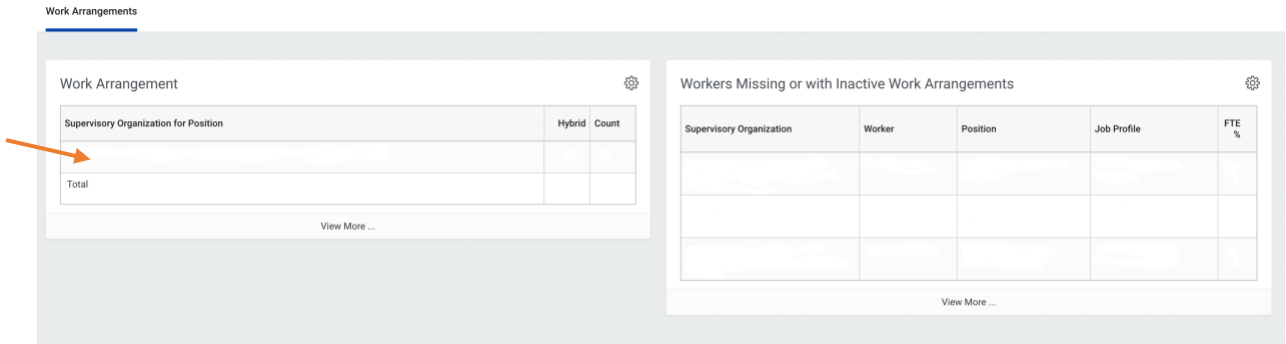 Work Arrangements
Work Arrangement
Supervisory Organization for Position Hybrid Count
Total
View More ...
Workers Missing or with Inactive Work Arrangements
Supervisory Organization Worker Position Job Profile FTE
%
View More ...